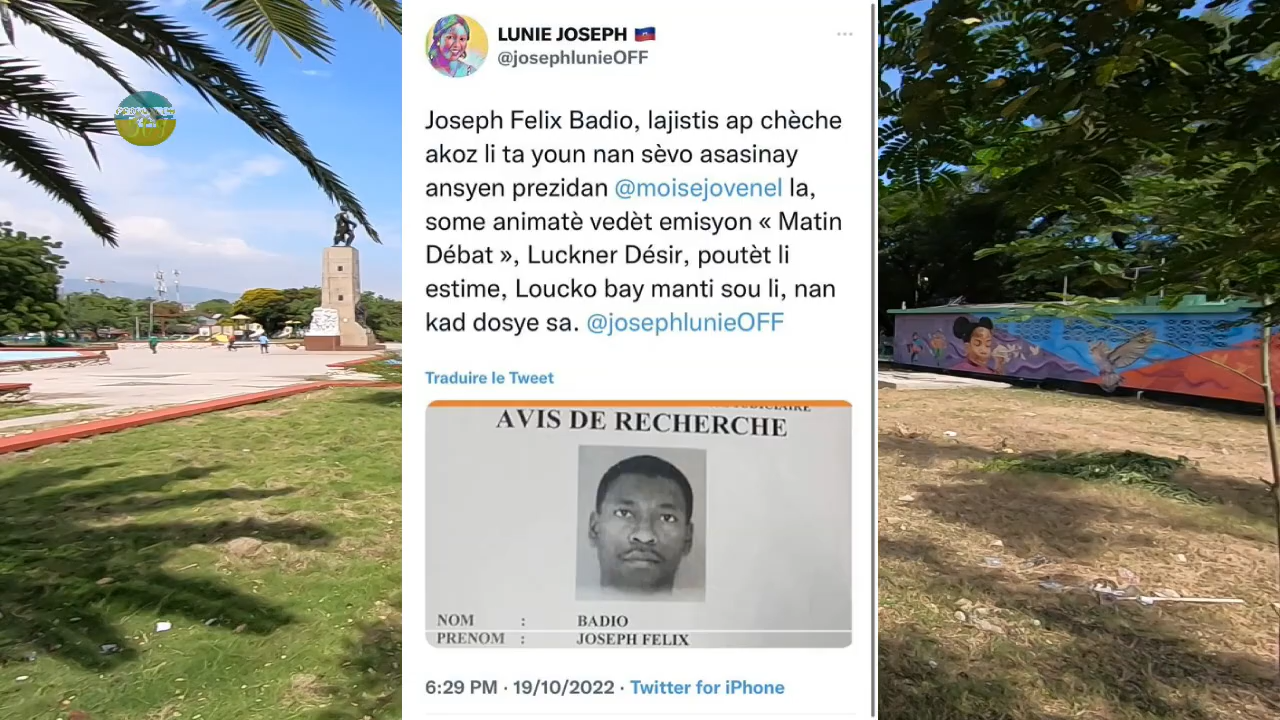 LUNIE JOSEPH
@josephlunieOFF
Joseph Felix Badio, lajistis ap chèche
akoz li ta youn nan sèvo asasinay
ansyen prezidan @moisejovenel la,
some animatè vedèt emisyon « Matin
Débat », Luckner Désir, poutèt li
estime, Loucko bay manti sou li, nan
kad dosye sa. @josephlunieOFF
Traduire le Tweet
JUDICIAIRE
AVIS DE RECHERCHE
NOM : BADIO
PRENOM : JOSEPH FELIX
6:29 PM · 19/10/2022 · Twitter for iPhone